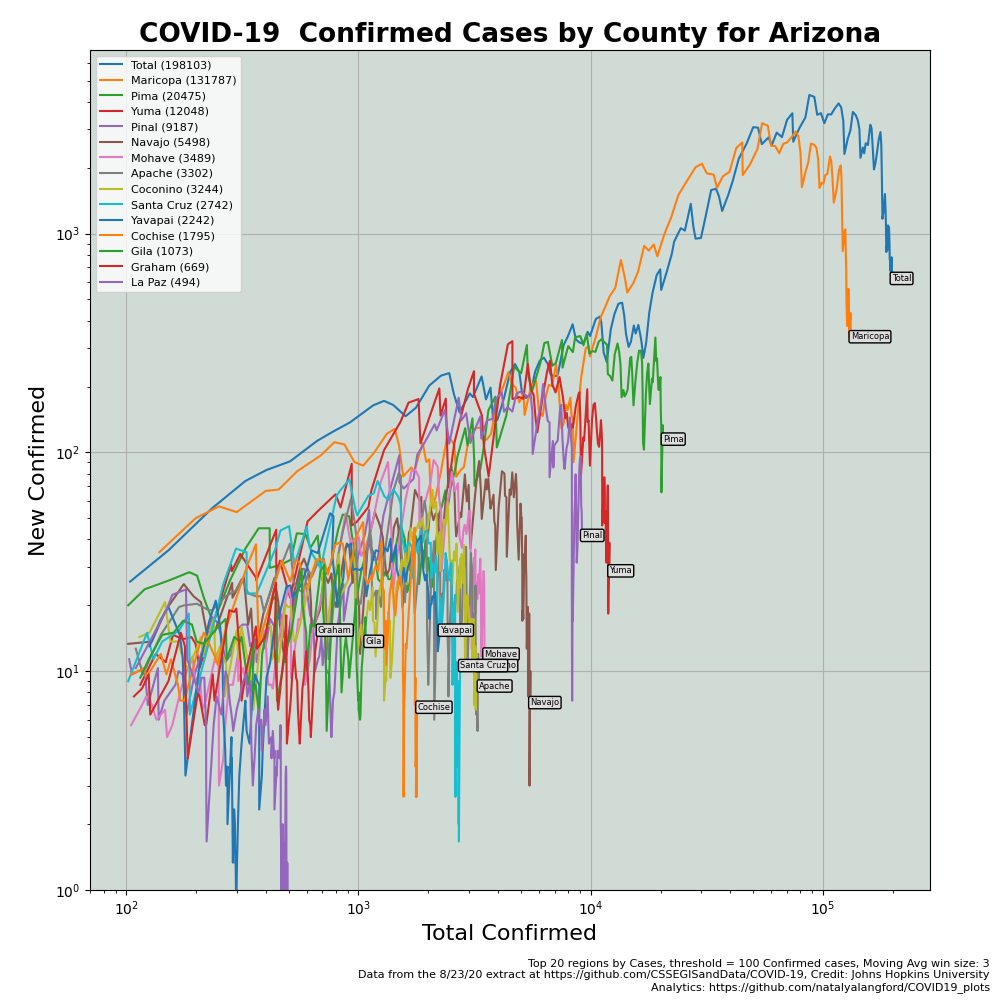 COVID-19  Confirmed Cases by County for Arizona
Total (198103)
Maricopa (131787)
Pima (20475)
Yuma (12048)
Pinal (9187)
Navajo (5498)
Mohave (3489)
Apache (3302)
Coconino (3244)
Santa Cruz (2742)
Yavapai (2242)
Cochise (1795)
Gila (1073)
Graham (669)
La Paz (494)
New Confirmed
10³
10²
10¹
10⁰
Total
Maricopa
Pima
Pinal
Yuma
Graham
Gila
Yavapai
Mohave
Santa Cruz
Apache
Navajo
Cochise
10²
10³
10⁴
10⁵
Total Confirmed
Top 20 regions by Cases, threshold = 100 Confirmed cases, Moving Avg win size: 3
Data from the 8/23/20 extract at https://github.com/CSSEGISandData/COVID-19, Credit: Johns Hopkins University
Analytics: https://github.com/natalyalangford/COVID19_plots